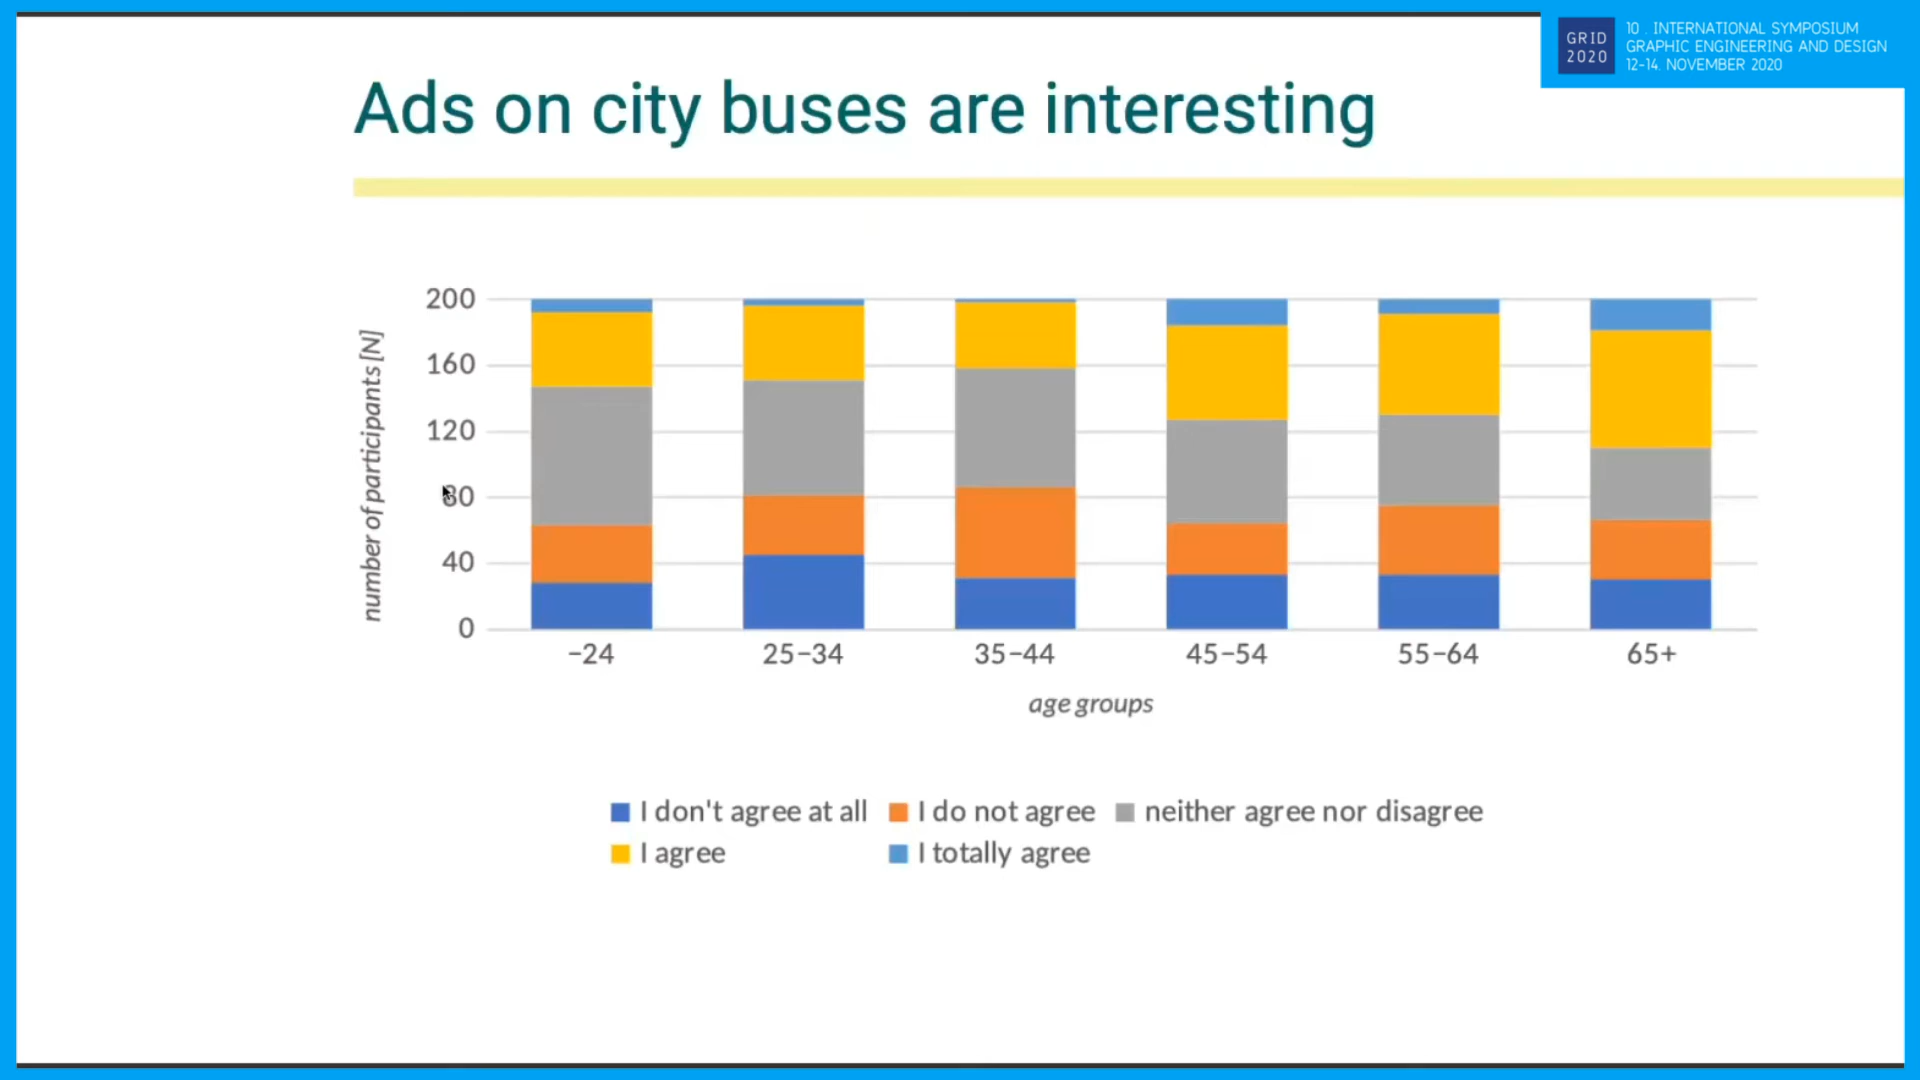 GRID
2020
10 . INTERNATIONAL SYMPOSIUM
GRAPHIC ENGINEERING AND DESIGN
12-14. NOVEMBER 2020
Ads on city buses are interesting
number of participants [N]
200
160
120
80
40
0
−24 25−34 35−44 45−54 55−64 65+
age groups
I don't agree at all I do not agree neither agree nor disagree
I agree I totally agree